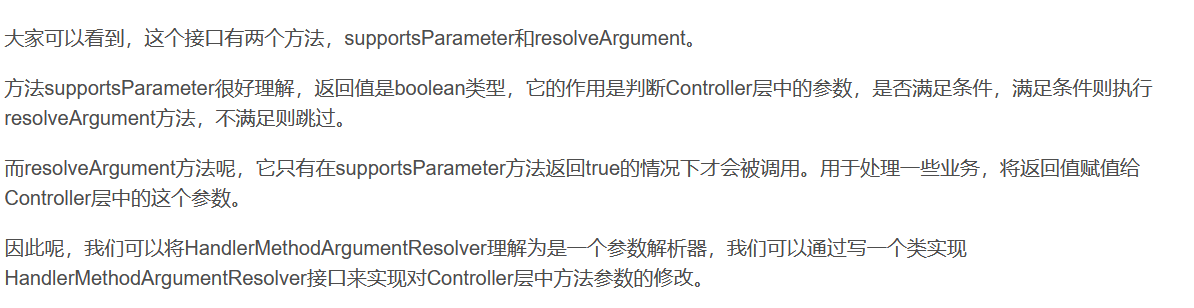 大家可以看到，这个接口有两个方法，supportsParameter和resolveArgument。
方法supportsParameter很好理解，返回值是boolean类型，它的作用是判断Controller层中的参数，是否满足条件，满足条件则执行
resolveArgument方法，不满足则跳过。
而resolveArgument方法呢，它只有在supportsParameter方法返回true的情况下才会被调用。用于处理一些业务，将返回值赋值给
Controller层中的这个参数。
因此呢，我们可以将HandlerMethodArgumentResolver理解为是一个参数解析器，我们可以通过写一个类实现
HandlerMethodArgumentResolver接口来实现对Controller层中方法参数的修改。